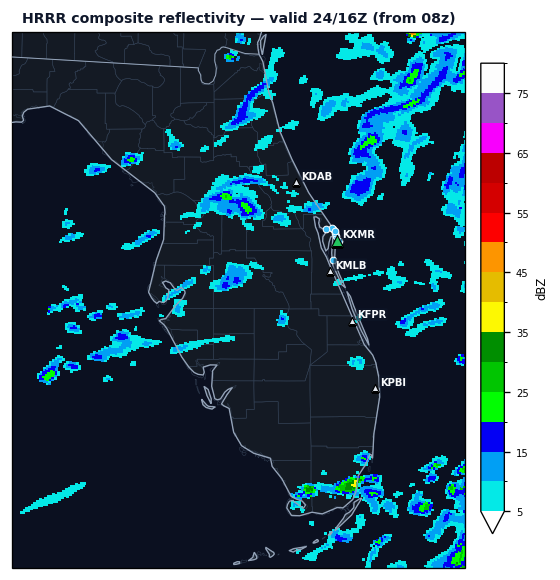 HRRR composite reflectivity — valid 24/16Z (from 08z)
KDAB
KXMR
KMLB
KFPR
KPBI
75
65
55
45
35
25
15
5
dBZ